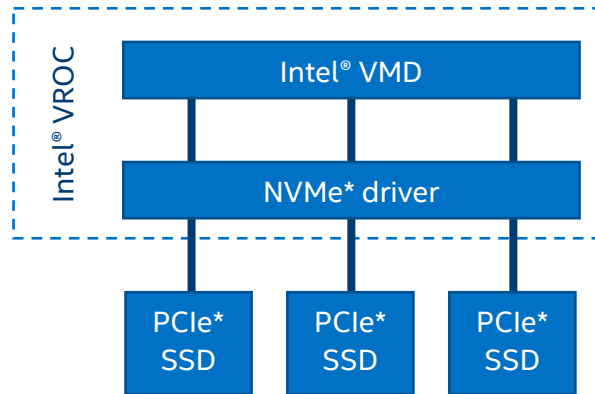 Intel® VROC
Intel® VMD
NVMe* driver
PCIe*
SSD
PCIe*
SSD
PCIe*
SSD